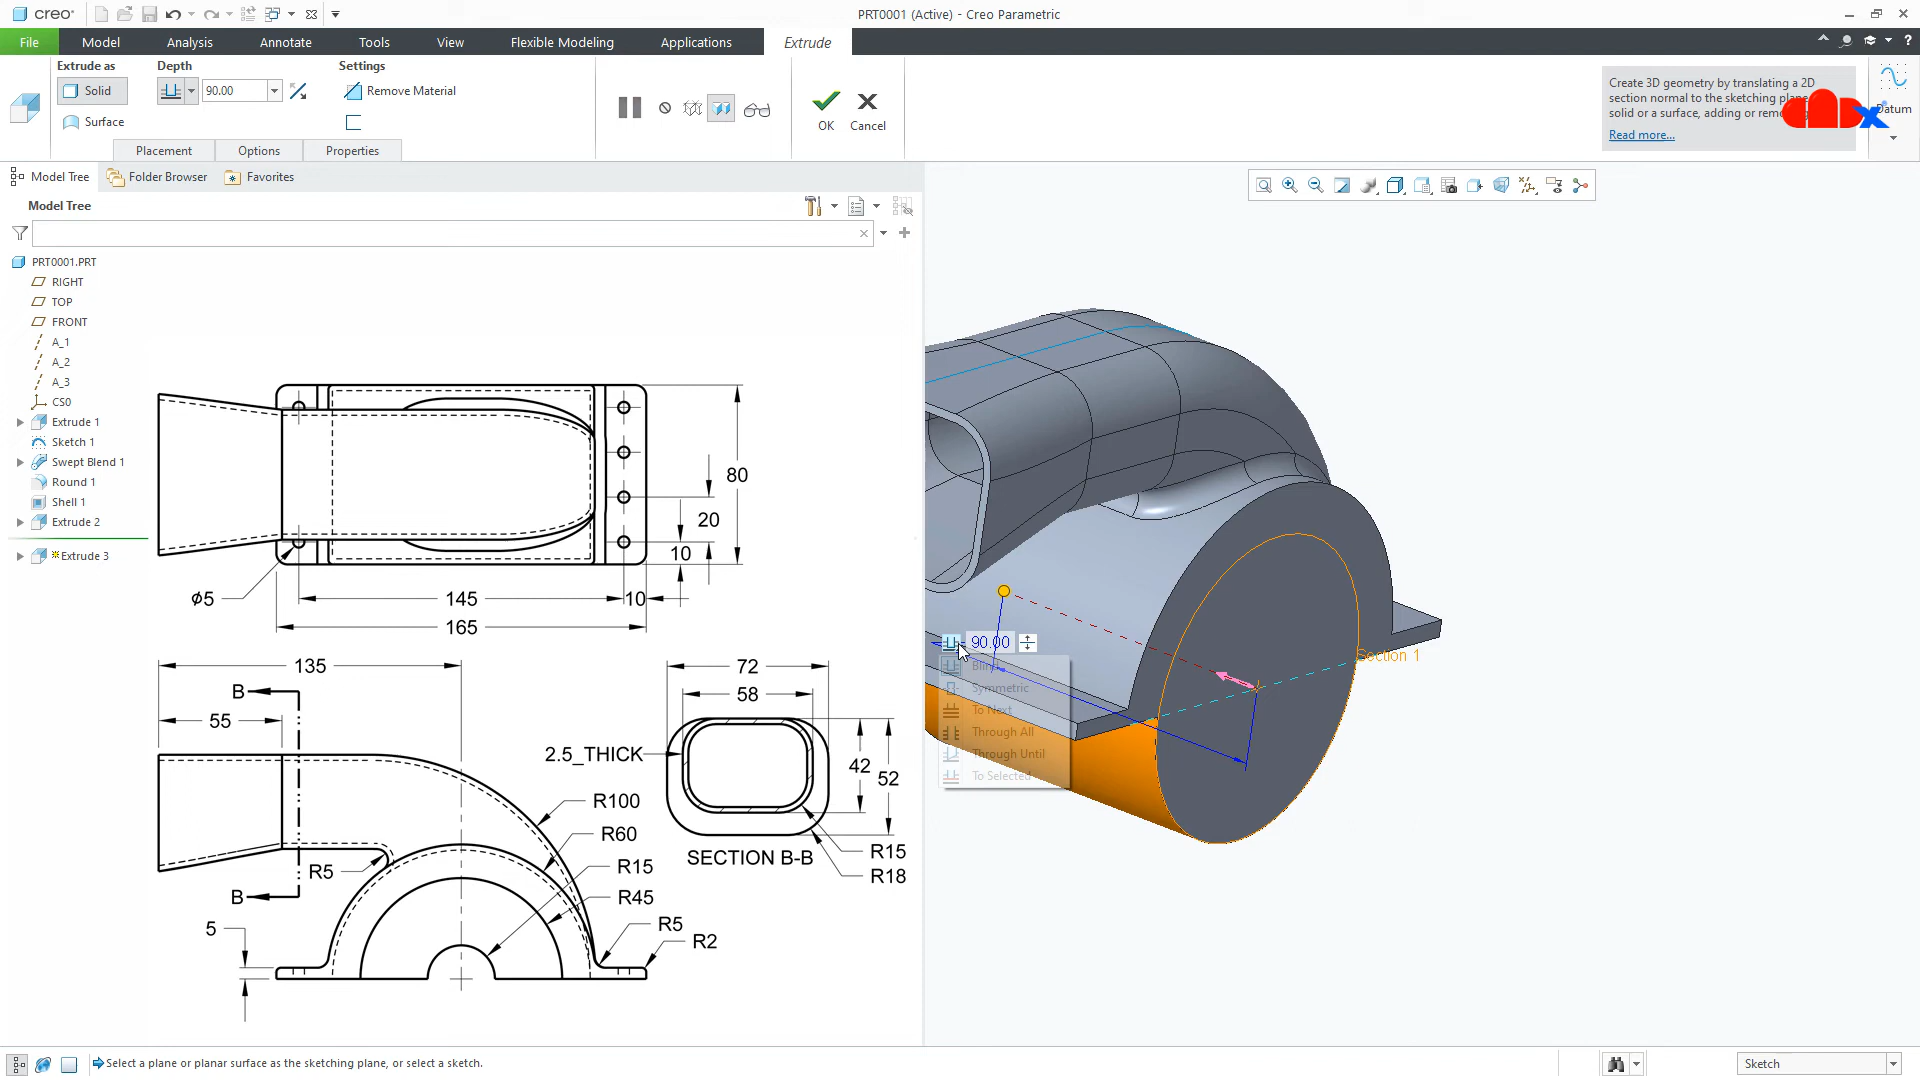 creo
PRT0001 (Active) - Creo Parametric
File Model Analysis Annotate Tools View Flexible Modeling Applications Extrude
Extrude as Depth Settings
Solid 90.00 Remove Material
Surface
OK Cancel
Placement Options Properties
Create 3D geometry by translating a 2D
section normal to the sketching plane
solid or a surface, adding or
Read more...
Datum
Model Tree Folder Browser Favorites
Model Tree
PRT0001.PRT
RIGHT
TOP
FRONT
A_1
A_2
A_3
CS0
Extrude 1
Sketch 1
Swept Blend 1
Round 1
Shell 1
Extrude 2
Extrude 3
80
20
10
ϕ5
145
10
165
135
72
B
58
55
2.5_THICK
42
52
R100
R60
R15
SECTION B-B
R15
R5
R18
B
R45
5
R5
R2
90.00
Blind
Symmetric
To Next
Through All
Through Until
To Selected
Section 1
Select a plane or planar surface as the sketching plane, or select a sketch.
Sketch